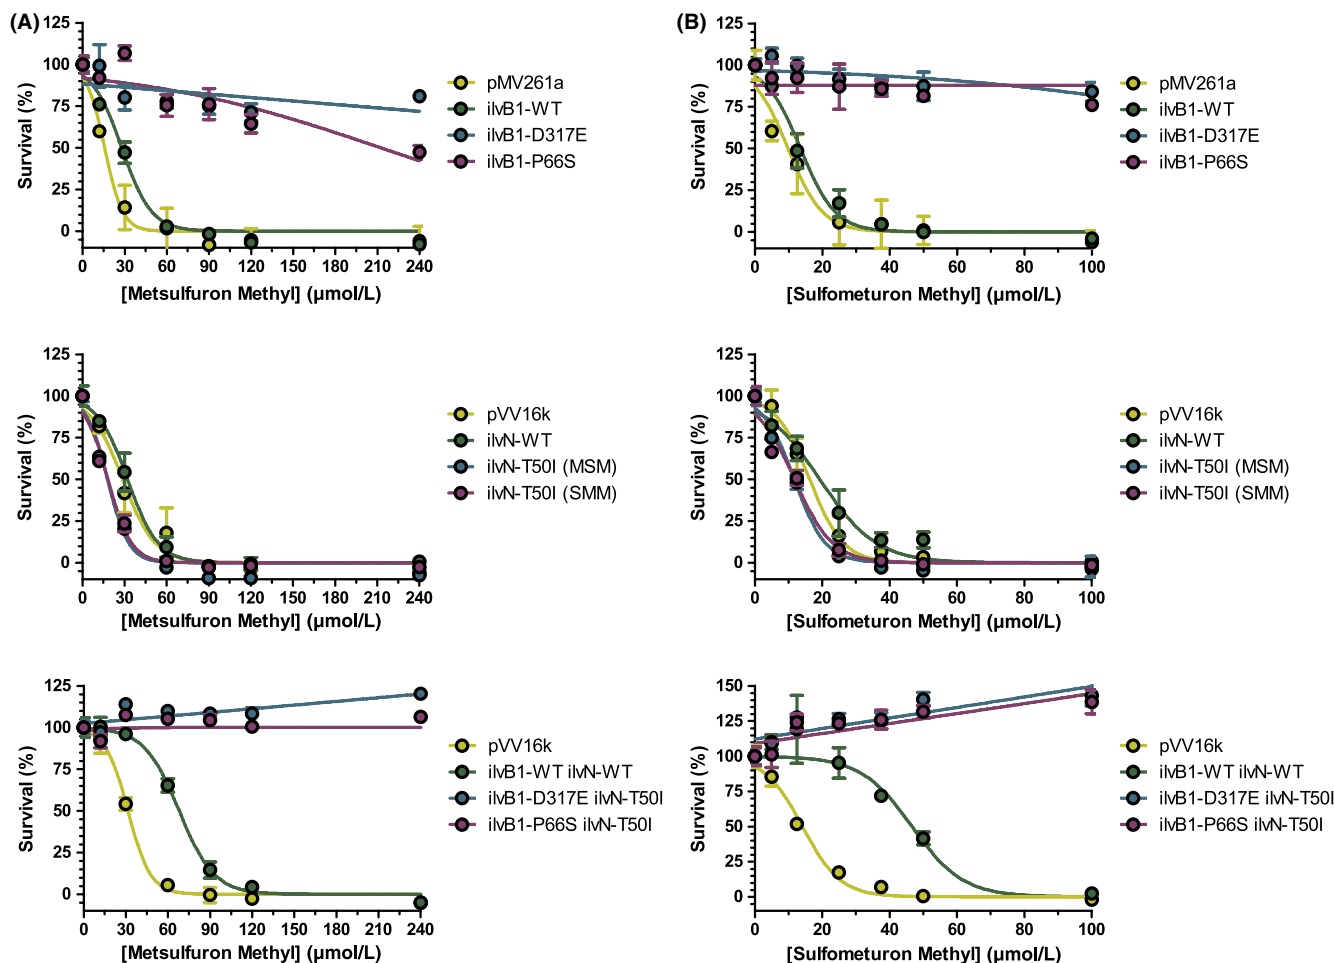 (A)
125
100
75
50
25
0
Survival (%)
0 30 60 90 120 150 180 210 240
[Metsulfuron Methyl] (μmol/L)
pMV261a
ilvB1-WT
ilvB1-D317E
ilvB1-P66S
(B)
125
100
75
50
25
0
Survival (%)
0 20 40 60 80 100
[Sulfometuron Methyl] (μmol/L)
pMV261a
ilvB1-WT
ilvB1-D317E
ilvB1-P66S
125
100
75
50
25
0
Survival (%)
0 30 60 90 120 150 180 210 240
[Metsulfuron Methyl] (μmol/L)
pVV16k
ilvN-WT
ilvN-T50I (MSM)
ilvN-T50I (SMM)
125
100
75
50
25
0
Survival (%)
0 20 40 60 80 100
[Sulfometuron Methyl] (μmol/L)
pVV16k
ilvN-WT
ilvN-T50I (MSM)
ilvN-T50I (SMM)
125
100
75
50
25
0
Survival (%)
0 30 60 90 120 150 180 210 240
[Metsulfuron Methyl] (μmol/L)
pVV16k
ilvB1-WT ilvN-WT
ilvB1-D317E ilvN-T50I
ilvB1-P66S ilvN-T50I
150
125
100
75
50
25
0
Survival (%)
0 20 40 60 80 100
[Sulfometuron Methyl] (μmol/L)
pVV16k
ilvB1-WT ilvN-WT
ilvB1-D317E ilvN-T50I
ilvB1-P66S ilvN-T50I